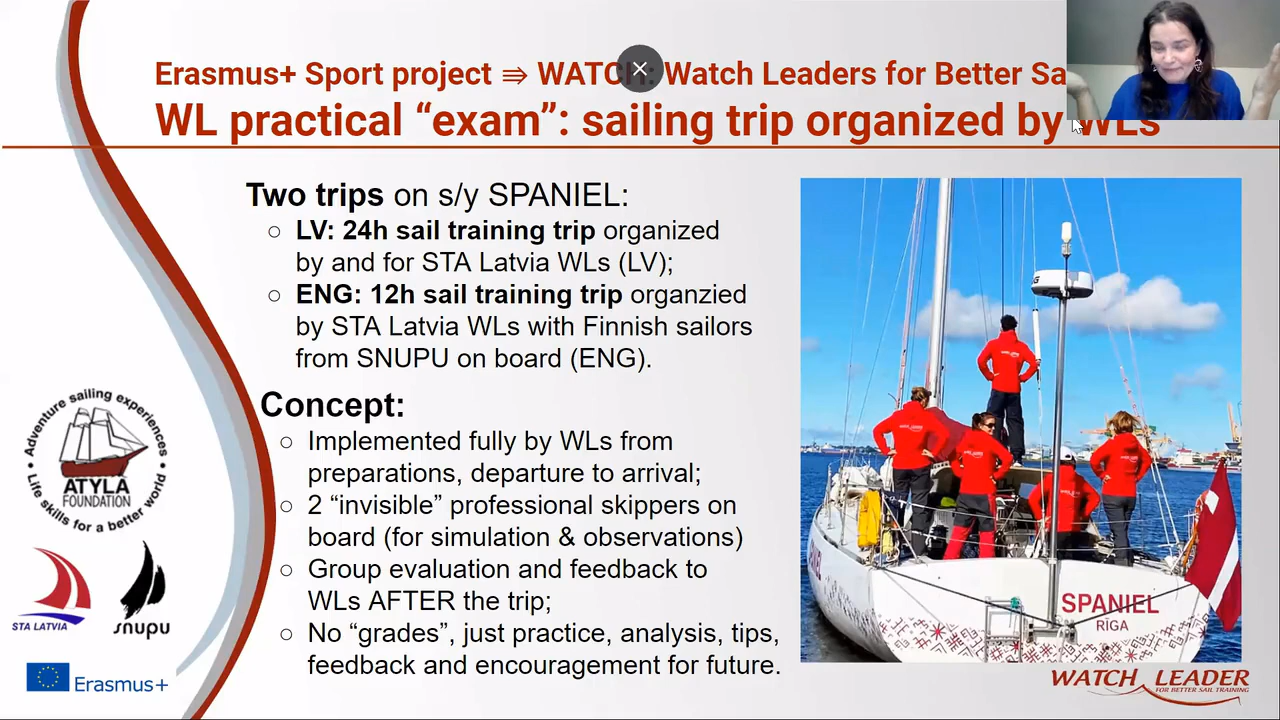 Erasmus+ Sport project ⇛ WATCH: Watch Leaders for Better Sa
WL practical “exam”: sailing trip organized by WLs
Two trips on s/y SPANIEL:
○ LV: 24h sail training trip organized
by and for STA Latvia WLs (LV);
○ ENG: 12h sail training trip organzied
by STA Latvia WLs with Finnish sailors
from SNUPU on board (ENG).
Concept:
○ Implemented fully by WLs from
preparations, departure to arrival;
○ 2 “invisible” professional skippers on
board (for simulation & observations)
○ Group evaluation and feedback to
WLs AFTER the trip;
○ No “grades”, just practice, analysis, tips,
feedback and encouragement for future.
Adventure sailing experiences
ATYLA
FOUNDATION
Life skills for a better world
STA LATVIA
snupu
Erasmus+
SPANIEL
RĪGA
WATCH LEADER
FOR BETTER SAIL TRAINING